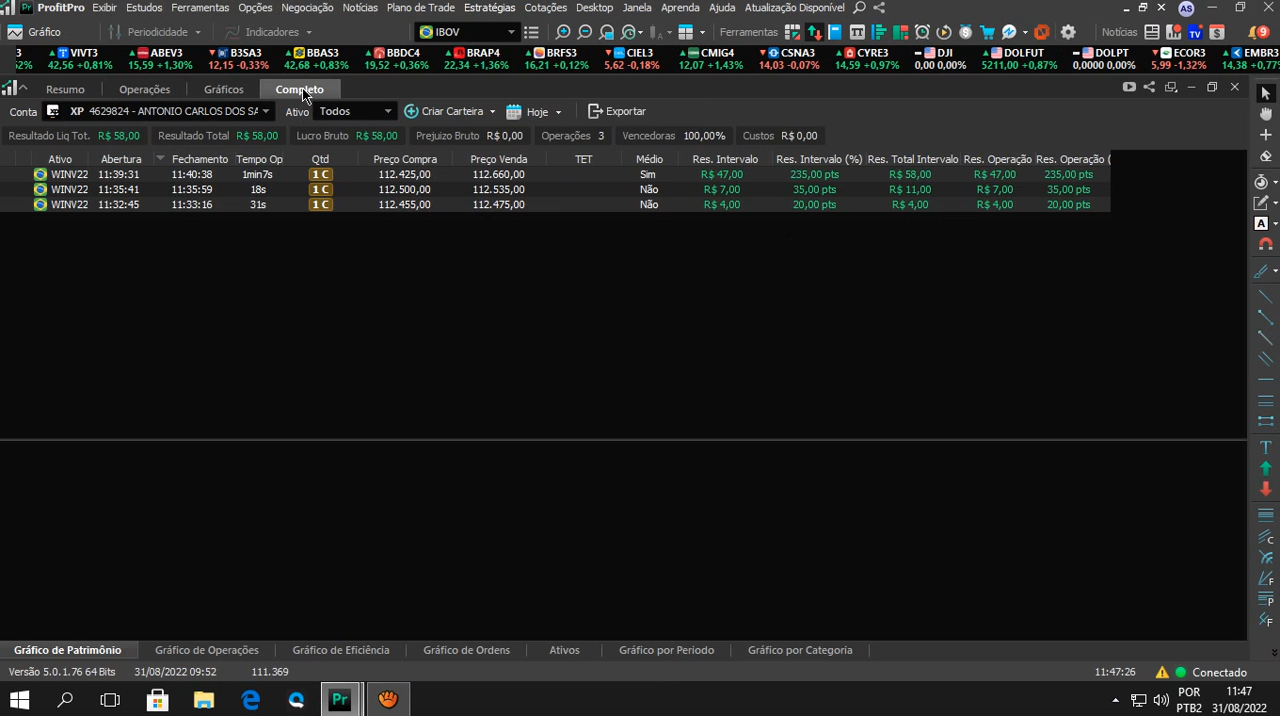 ProfitPro Exibir Estudos Ferramentas Opções Negociação Notícias Plano de Trade Estratégias Cotações Desktop Janela Aprenda Ajuda Atualização Disponível AS
Gráfico Periodicidade Indicadores IBOV Ferramentas Notícias 9
3 VIVT3 ABEV3 B3SA3 BBAS3 BBDC4 BRAP4 BRFS3 CIEL3 CMIG4 CSNA3 CYRE3 DJI DOLFUT DOLPT ECOR3 EMBR3
52% 42,56 +0,81% 15,59 +1,30% 12,15 -0,33% 42,68 +0,83% 19,52 +0,36% 22,34 +1,36% 16,21 +0,12% 5,62 -0,18% 12,07 +1,43% 14,03 -0,07% 14,59 +0,97% 0,00 0,00% 5211,00 +0,87% 0,0000 0,00% 5,99 -1,32% 14,38 +0,77%
Resumo Operações Gráficos Completo
Conta XP 4629824 - ANTONIO CARLOS DOS SA Ativo Todos Criar Carteira Hoje Exportar
Resultado Liq Tot. R$ 58,00 Resultado Total R$ 58,00 Lucro Bruto R$ 58,00 Prejuizo Bruto R$ 0,00 Operações 3 Vencedoras 100,00% Custos R$ 0,00
Ativo Abertura Fechamento Tempo Op Qtd Preço Compra Preço Venda TET Médio Res. Intervalo Res. Intervalo (%) Res. Total Intervalo Res. Operação Res. Operação (
WINV22 11:39:31 11:40:38 1min7s 1 C 112.425,00 112.660,00 Sim R$ 47,00 235,00 pts R$ 58,00 R$ 47,00 235,00 pts
WINV22 11:35:41 11:35:59 18s 1 C 112.500,00 112.535,00 Não R$ 7,00 35,00 pts R$ 11,00 R$ 7,00 35,00 pts
WINV22 11:32:45 11:33:16 31s 1 C 112.455,00 112.475,00 Não R$ 4,00 20,00 pts R$ 4,00 R$ 4,00 20,00 pts
Gráfico de Patrimônio Gráfico de Operações Gráfico de Eficiência Gráfico de Ordens Ativos Gráfico por Periodo Gráfico por Categoria
Versão 5.0.1.76 64 Bits 31/08/2022 09:52 111.369 11:47:26 Conectado
Pr POR 11:47
PTB2 31/08/2022